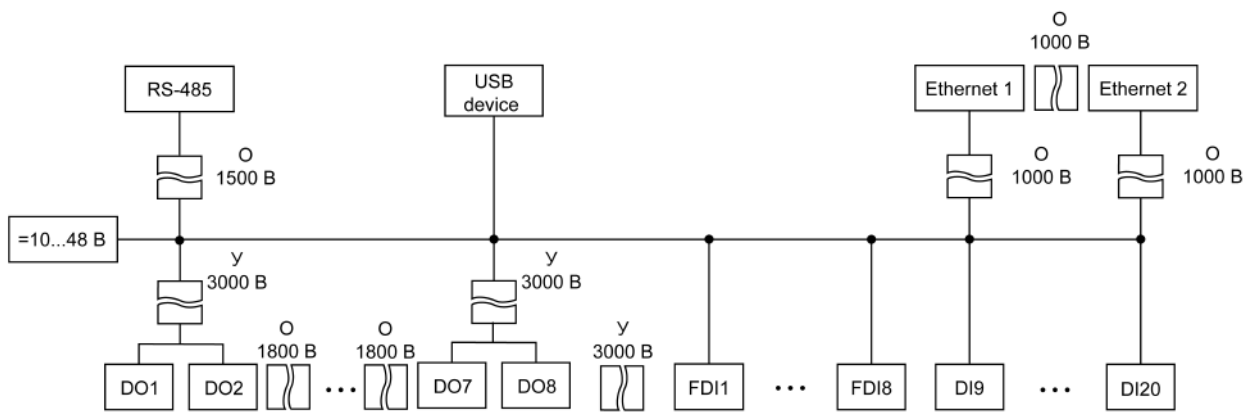 О
1000 В
RS-485
USB
device
Ethernet 1
Ethernet 2
О
1500 В
О
1000 В
О
1000 В
=10...48 В
У
3000 В
У
3000 В
О
1800 В
О
1800 В
У
3000 В
DO1
DO2
...
DO7
DO8
FDI1
...
FDI8
DI9
...
DI20